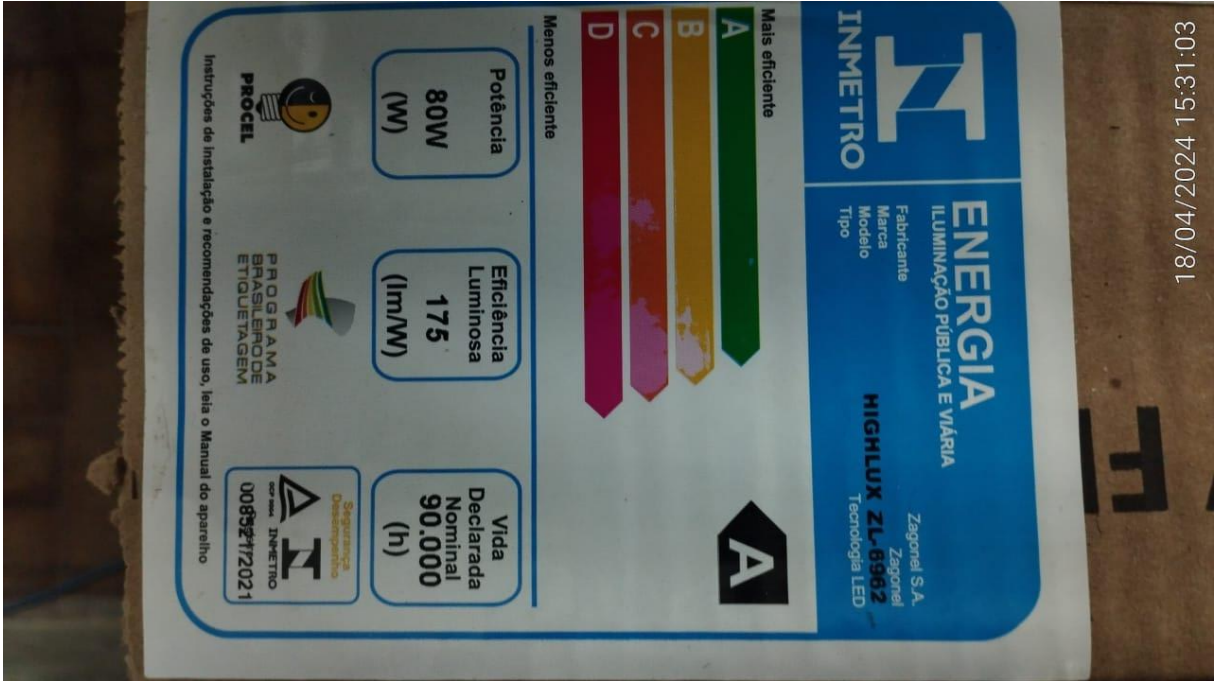 18/04/2024 15:31:03
INMETRO
ENERGIA
ILUMINAÇÃO PÚBLICA E VIÁRIA
Fabricante Zagonel S.A.
Marca Zagonel
Modelo HIGHLUX ZL-6962
Tipo Tecnologia LED
Mais eficiente
A
B
C
D
A
Menos eficiente
Potência
80W
(W)
Eficiência
Luminosa
175
(lm/W)
Vida
Declarada
Nominal
90.000
(h)
PROCEL
PROGRAMA
BRASILEIRO DE
ETIQUETAGEM
Segurança
Desempenho
INMETRO
Instruções de instalação e recomendações de uso, leia o Manual do aparelho